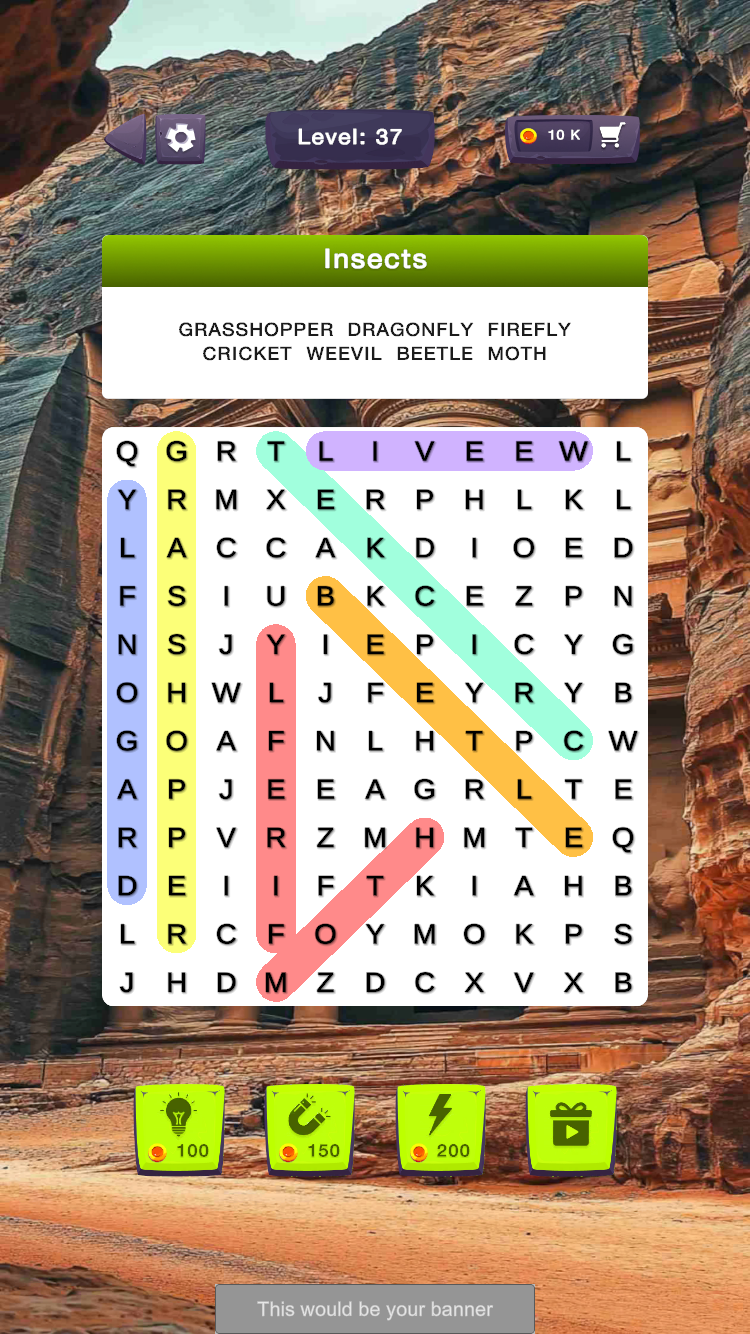 Level: 37
10 K
Insects
GRASSHOPPER DRAGONFLY FIREFLY
CRICKET WEEVIL BEETLE MOTH
Q G R T L I V E E W L
Y R M X E R P H L K L
L A C C A K D I O E D
F S I U B K C E Z P N
N S J Y I E P I C Y G
O H W L J F E Y R Y B
G O A F N L H T P C W
A P J E E A G R L T E
R P V R Z M H M T E Q
D E I I F T K I A H B
L R C F O Y M O K P S
J H D M Z D C X V X B
100 150 200
This would be your banner